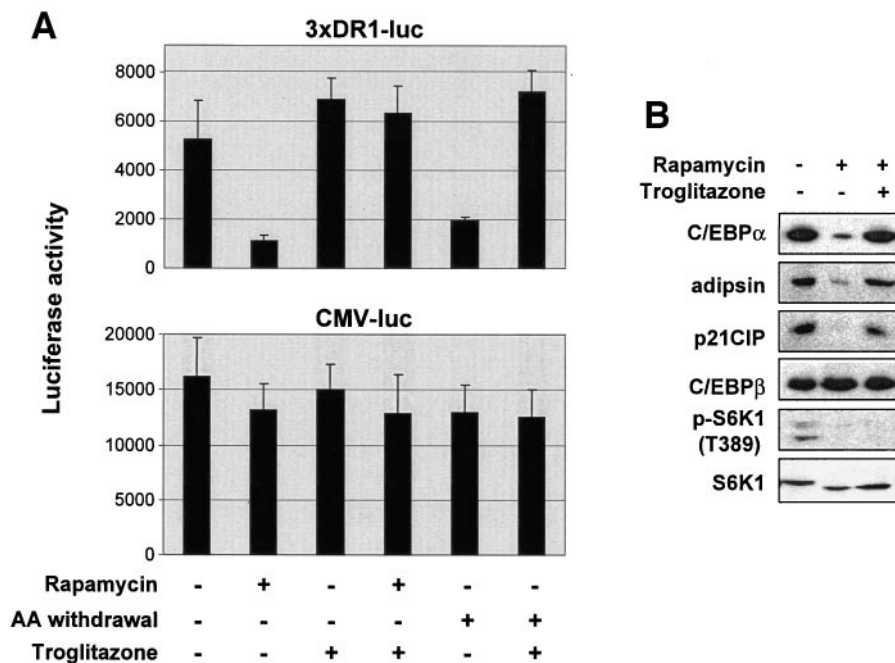 A
3xDR1-luc
8000
6000
4000
2000
0
CMV-luc
20000
15000
10000
5000
0
Luciferase activity
Rapamycin - + - + - -
AA withdrawal - - - - + +
Troglitazone - - + + - +
B
Rapamycin - + +
Troglitazone - - +
C/EBPα
adipsin
p21CIP
C/EBPβ
p-S6K1
(T389)
S6K1